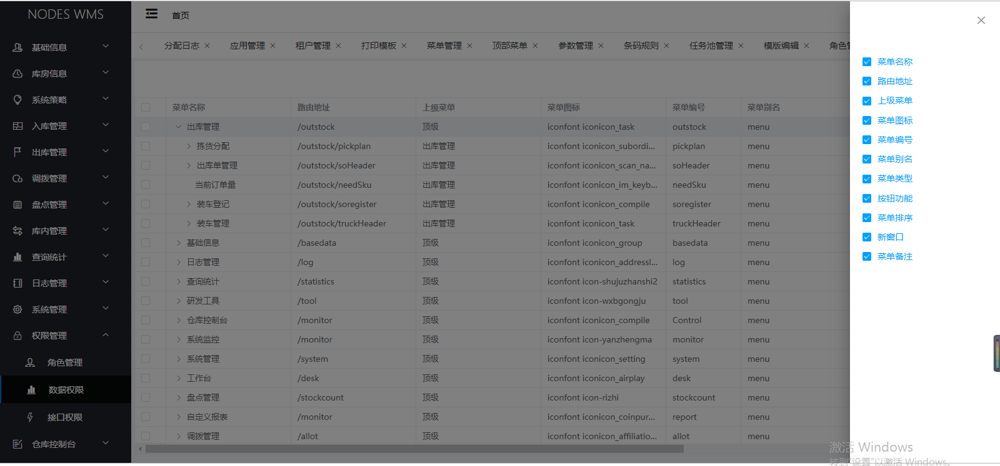 NODES WMS
首页
基础信息
库房信息
系统策略
入库管理
出库管理
调拨管理
盘点管理
库内管理
查询统计
日志管理
系统管理
权限管理
角色管理
数据权限
接口权限
仓库控制台
分配日志 应用管理 租户管理 打印模板 菜单管理 顶部菜单 参数管理 条码规则 任务池管理 模版编辑 角色管
菜单名称 路由地址 上级菜单 菜单图标 菜单编号 菜单别名
出库管理 /outstock 顶级 iconfont iconicon_task outstock menu
拣货分配 /outstock/pickplan 出库管理 iconfont iconicon_subordi... pickplan menu
出库单管理 /outstock/soHeader 出库管理 iconfont iconicon_scan_na... soHeader menu
当前订单量 /outstock/needSku 出库管理 iconfont iconicon_im_keyb... needSku menu
装车登记 /outstock/soregister 出库管理 iconfont iconicon_compile soregister menu
装车管理 /outstock/truckHeader 出库管理 iconfont iconicon_task truckHeader menu
基础信息 /basedata 顶级 iconfont iconicon_group basedata menu
日志管理 /log 顶级 iconfont iconicon_addressl... log menu
查询统计 /statistics 顶级 iconfont icon-shujuzhanshi2 statistics menu
研发工具 /tool 顶级 iconfont icon-wxbgongju tool menu
仓库控制台 /monitor 顶级 iconfont iconicon_compile Control menu
系统监控 /monitor 顶级 iconfont icon-yanzhengma monitor menu
系统管理 /system 顶级 iconfont iconicon_setting system menu
工作台 /desk 顶级 iconfont iconicon_airplay desk menu
盘点管理 /stockcount 顶级 iconfont icon-rizhi stockcount menu
自定义报表 /monitor 顶级 iconfont iconicon_coinpur... report menu
调拨管理 /allot 顶级 iconfont iconicon_affiliatio... allot menu
菜单名称
路由地址
上级菜单
菜单图标
菜单编号
菜单别名
菜单类型
按钮功能
菜单排序
新窗口
菜单备注
激活 Windows
转到"设置"以激活 Windows。